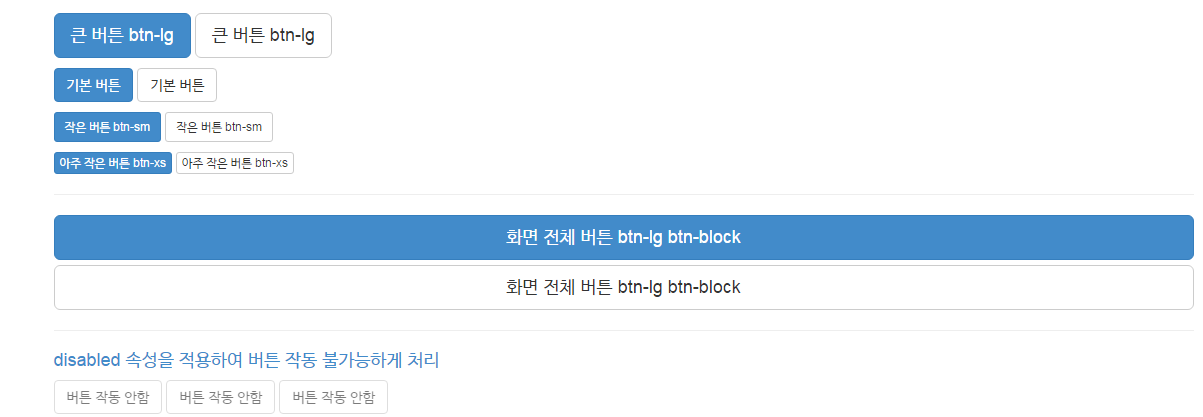 큰 버튼 btn-lg 큰 버튼 btn-lg
기본 버튼 기본 버튼
작은 버튼 btn-sm 작은 버튼 btn-sm
아주 작은 버튼 btn-xs 아주 작은 버튼 btn-xs
화면 전체 버튼 btn-lg btn-block
화면 전체 버튼 btn-lg btn-block
disabled 속성을 적용하여 버튼 작동 불가능하게 처리
버튼 작동 안함 버튼 작동 안함 버튼 작동 안함